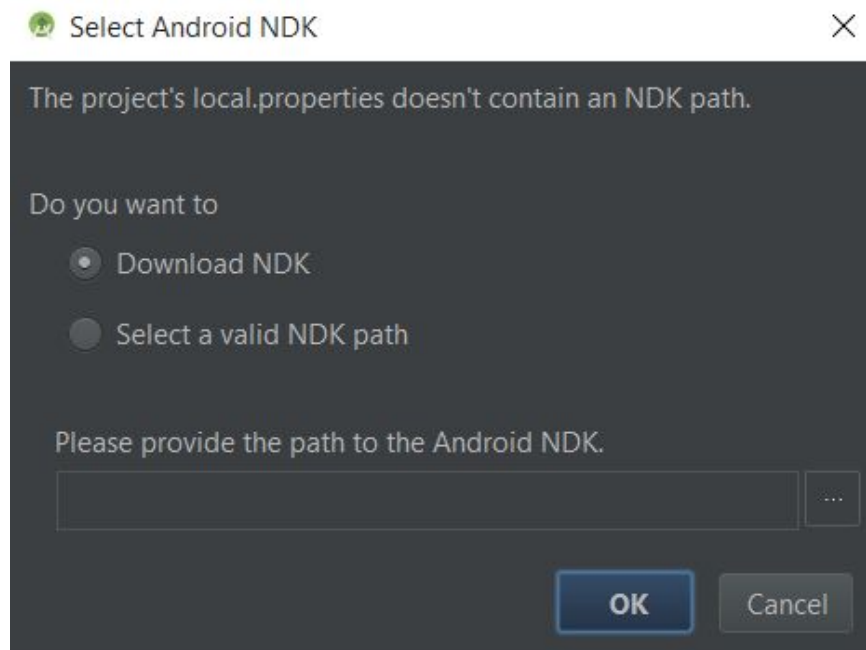 Select Android NDK
The project's local.properties doesn't contain an NDK path.
Do you want to
Download NDK
Select a valid NDK path
Please provide the path to the Android NDK.
...
OK
Cancel